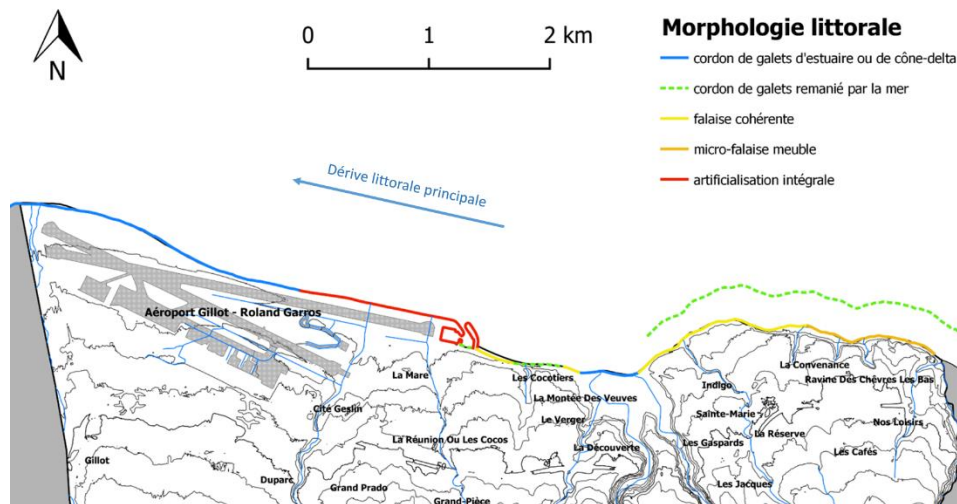 Morphologie littorale
0 1 2 km
N
cordon de galets d'estuaire ou de cône-delta
cordon de galets remanié par la mer
falaise cohérente
micro-falaise meuble
artificialisation intégrale
Dérive littorale principale
Aéroport Gillot - Roland Garros
La Mare
Les Cocotiers
La Convenance
Ravine Des Chèvres Les Bas
Indigo
La Montée Des Veuves
Cité Geslin
Sainte-Marie
Le Verger
Nos Loisirs
La Réserve
La Réunion Ou Les Cocos
Les Gaspards
La Découverte
Les Cafés
Gillot
50
Duparc
Grand Prado
Les Jacques
Grand-Pièce